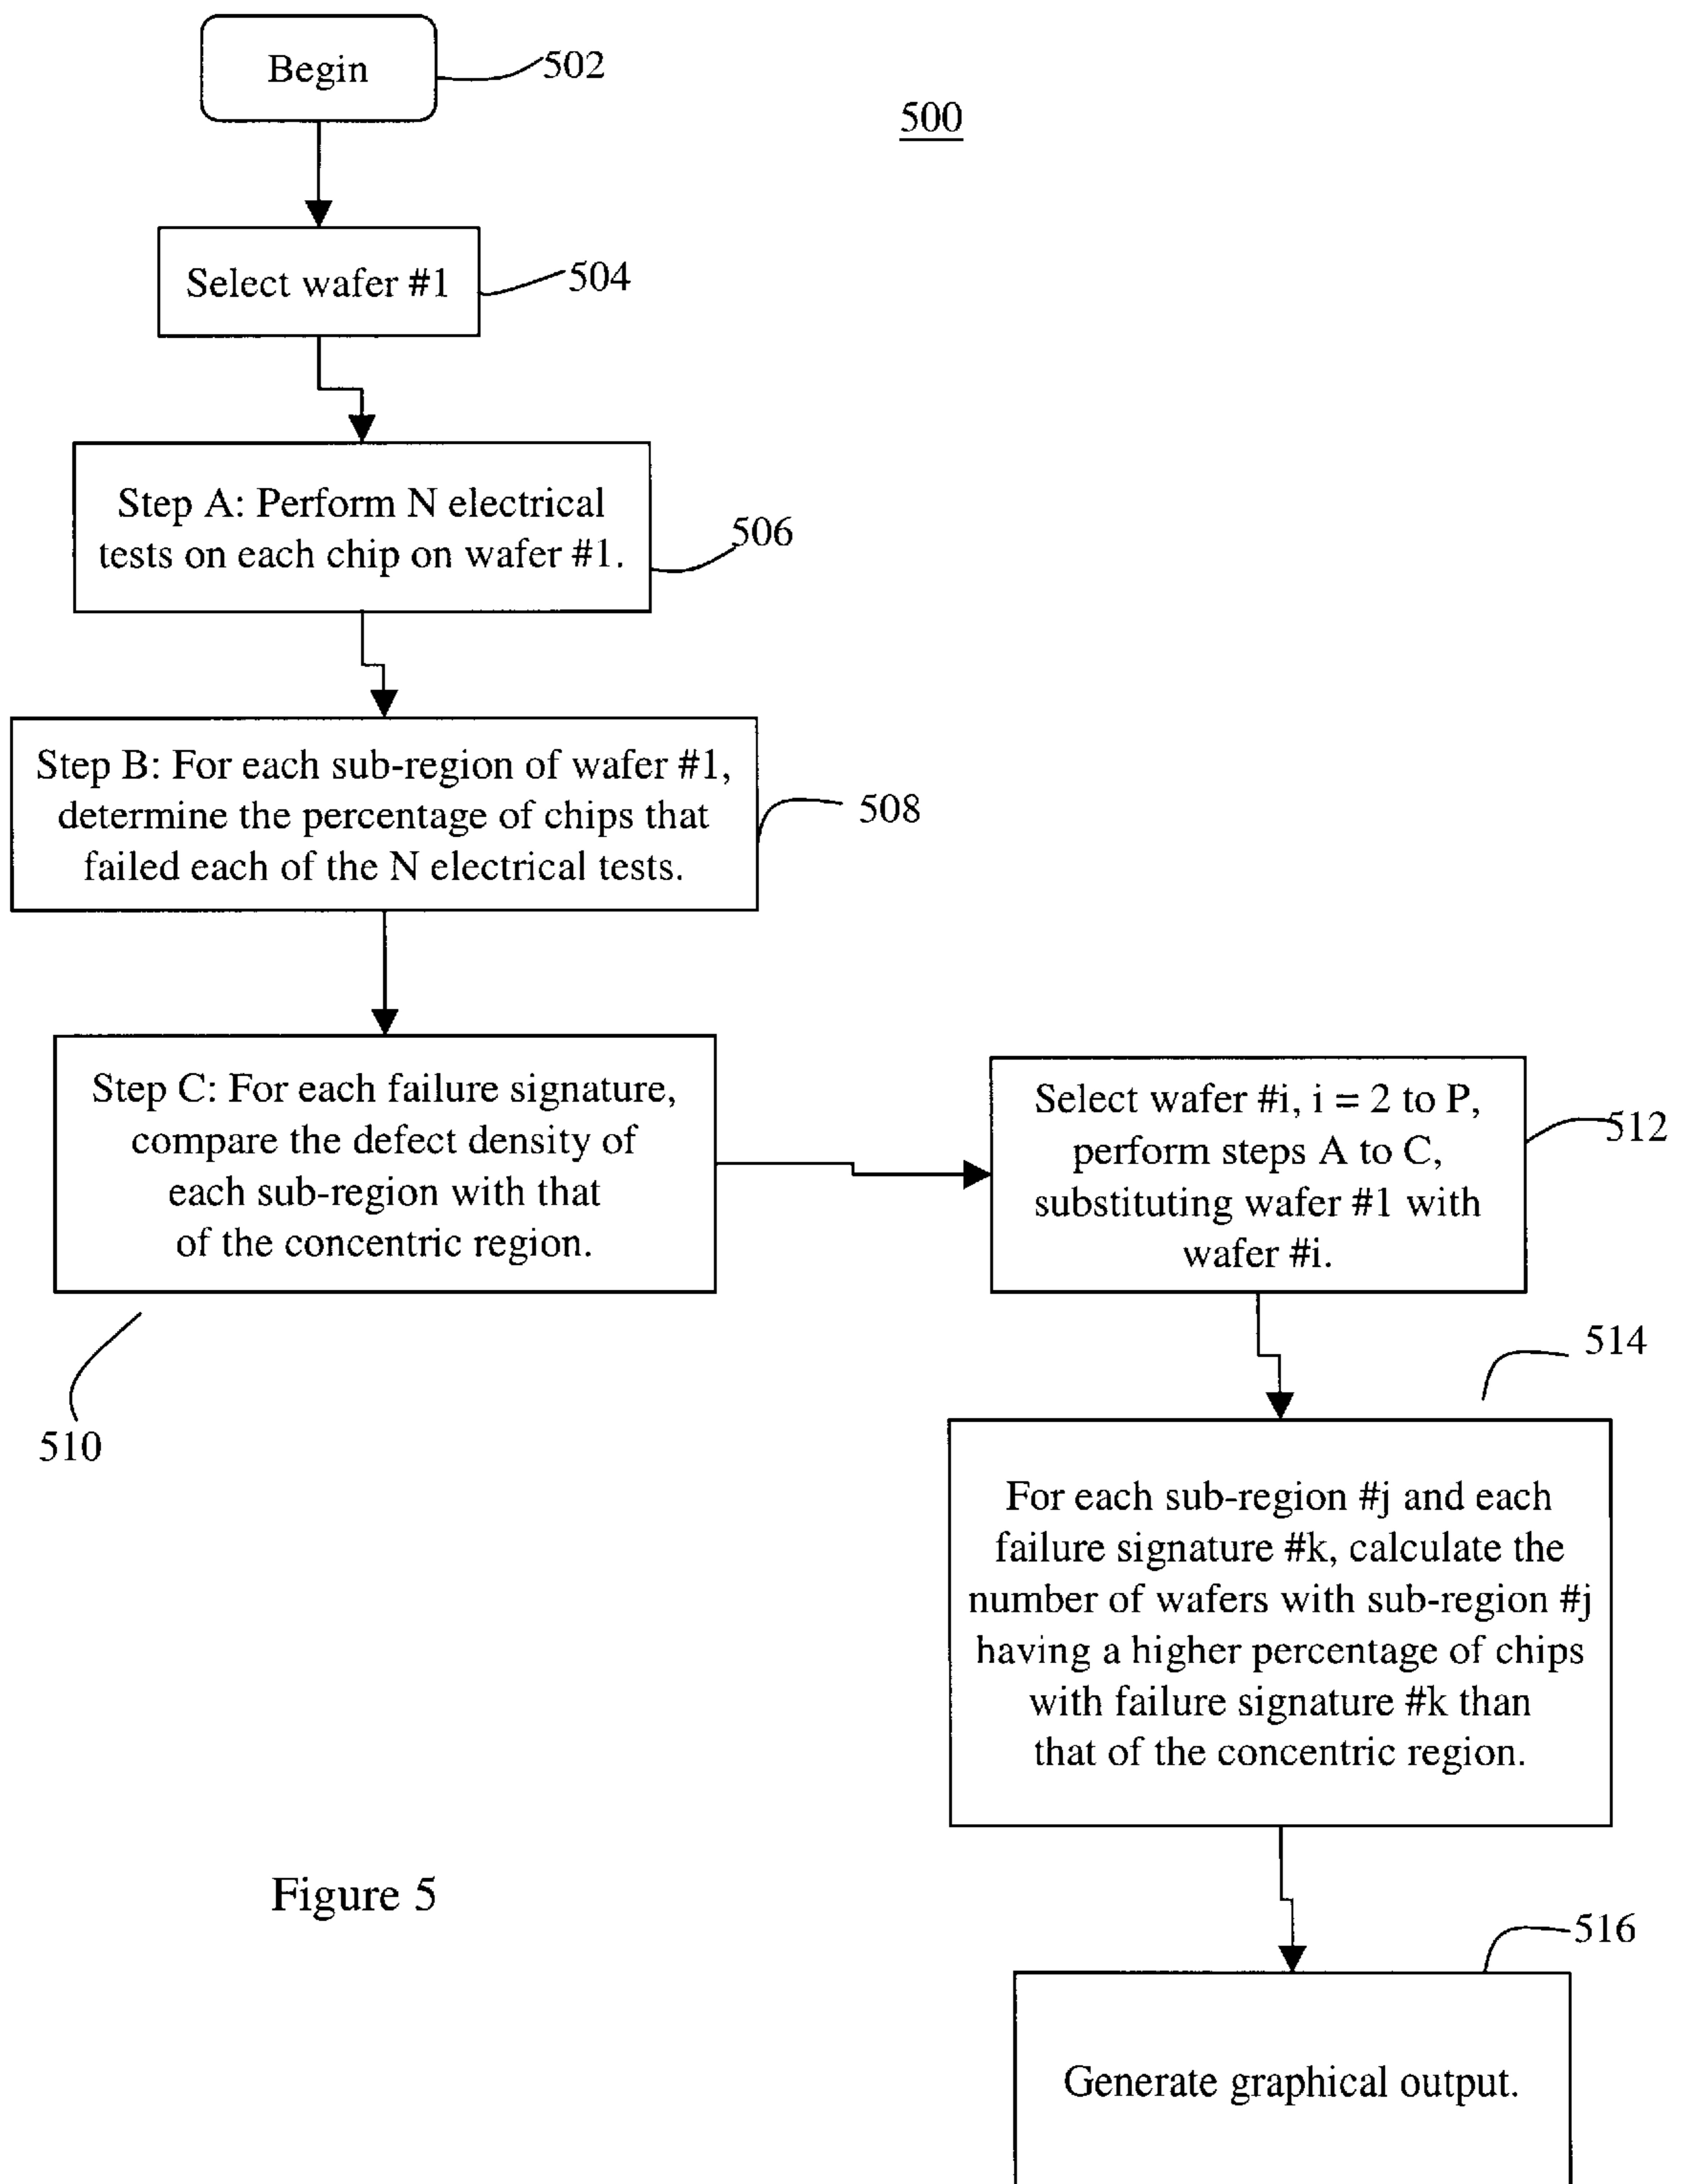 Begin
502
500
Select wafer #1
504
Step A: Perform N electrical
tests on each chip on wafer #1.
506
Step B: For each sub-region of wafer #1,
determine the percentage of chips that
failed each of the N electrical tests.
508
Step C: For each failure signature,
compare the defect density of
each sub-region with that
of the concentric region.
510
Select wafer #i, i = 2 to P,
perform steps A to C,
substituting wafer #1 with
wafer #i.
512
514
For each sub-region #j and each
failure signature #k, calculate the
number of wafers with sub-region #j
having a higher percentage of chips
with failure signature #k than
that of the concentric region.
Figure 5
516
Generate graphical output.